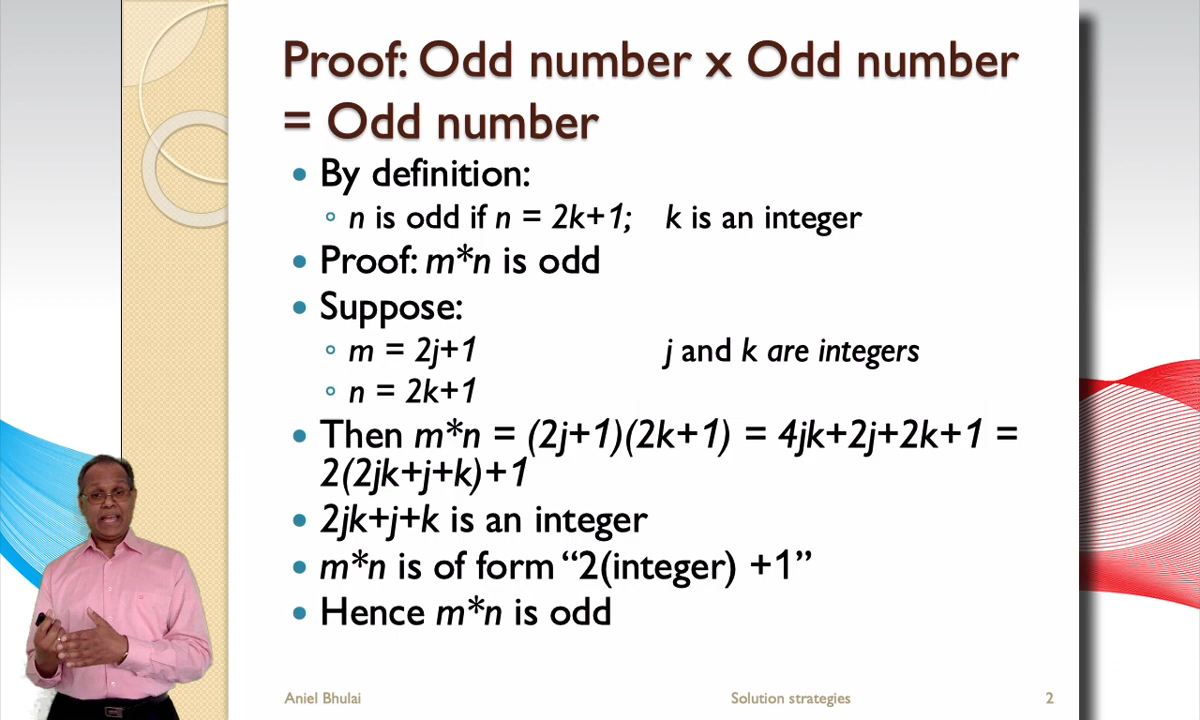 Proof: Odd number x Odd number
= Odd number
• By definition:
◦ n is odd if n = 2k+1; k is an integer
• Proof: m*n is odd
• Suppose:
◦ m = 2j+1 j and k are integers
◦ n = 2k+1
• Then m*n = (2j+1)(2k+1) = 4jk+2j+2k+1 =
2(2jk+j+k)+1
• 2jk+j+k is an integer
• m*n is of form “2(integer) +1”
• Hence m*n is odd
Aniel Bhulai Solution strategies 2